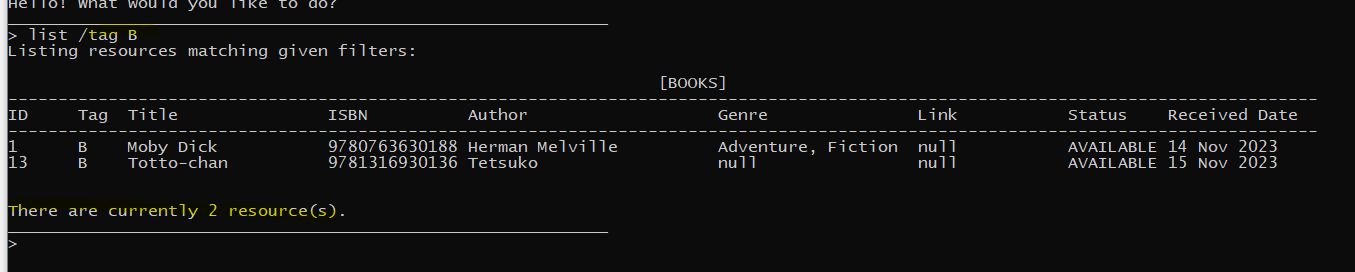 Hello! What would you like to do?
> list /tag B
Listing resources matching given filters:
[BOOKS]
ID Tag Title ISBN Author Genre Link Status Received Date
1 B Moby Dick 9780763630188 Herman Melville Adventure, Fiction null AVAILABLE 14 Nov 2023
13 B Totto-chan 9781316930136 Tetsuko null null AVAILABLE 15 Nov 2023
There are currently 2 resource(s).
>